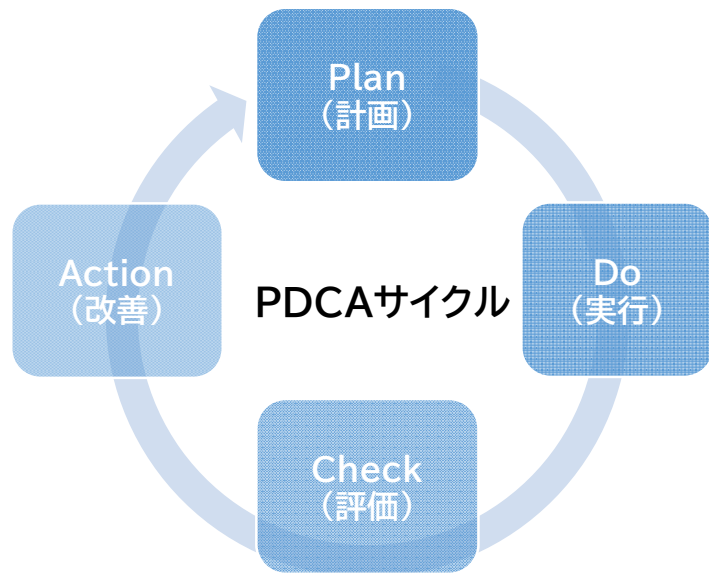 Plan
（計画）
Do
（実行）
Check
（評価）
Action
（改善）
PDCAサイクル